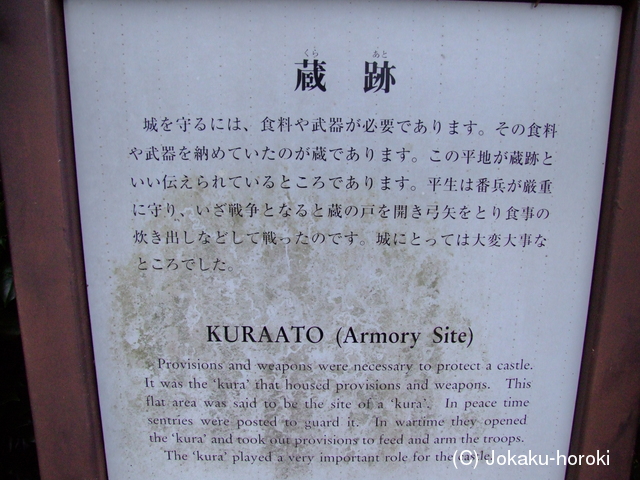 くら あと
蔵 跡
城を守るには、食料や武器が必要であります。その食料
や武器を納めていたのが蔵であります。この平地が蔵跡と
いい伝えられているところであります。平生は番兵が厳重
に守り、いざ戦争となると蔵の戸を開き弓矢をとり食事の
炊き出しなどして戦ったのです。城にとっては大変大事な
ところでした。
KURAATO (Armory Site)
Provisions and weapons were necessary to protect a castle.
It was the 'kura' that housed provisions and weapons. This
flat area was said to be the site of a 'kura'. In peace time
sentries were posted to guard it. In wartime they opened
the 'kura' and took out provisions to feed and arm the troops.
The 'kura' played a very important role for the castle.
(C) Jokaku-horoki